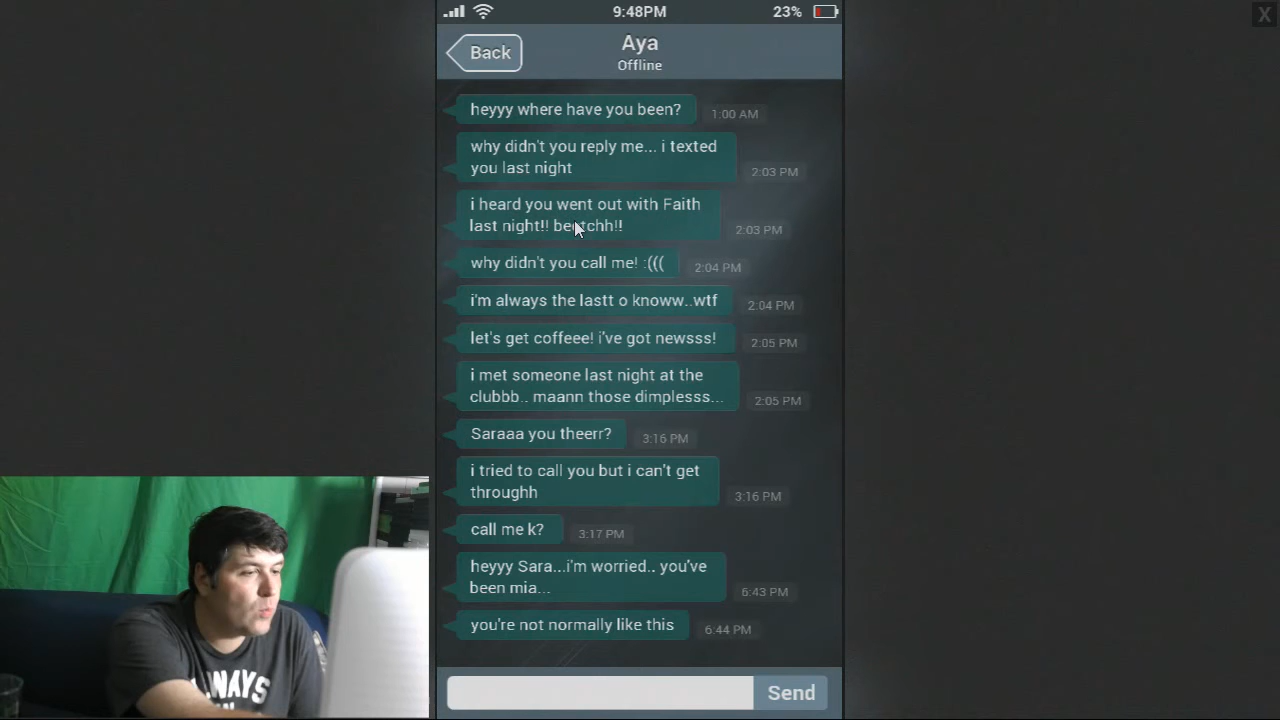 9:48PM
23%
X
Back
Aya
Offline
heyyy where have you been?
1:00 AM
why didn't you reply me... i texted
you last night
2:03 PM
i heard you went out with Faith
last night!! beetchh!!
2:03 PM
why didn't you call me! :(((
2:04 PM
i'm always the lastt o knoww..wtf
2:04 PM
let's get coffeee! i've got newsss!
2:05 PM
i met someone last night at the
clubbb.. maann those dimplesss...
2:05 PM
Saraaa you theerr?
3:16 PM
i tried to call you but i can't get
throughh
3:16 PM
call me k?
3:17 PM
heyyy Sara...i'm worried.. you've
been mia...
6:43 PM
you're not normally like this
6:44 PM
Send